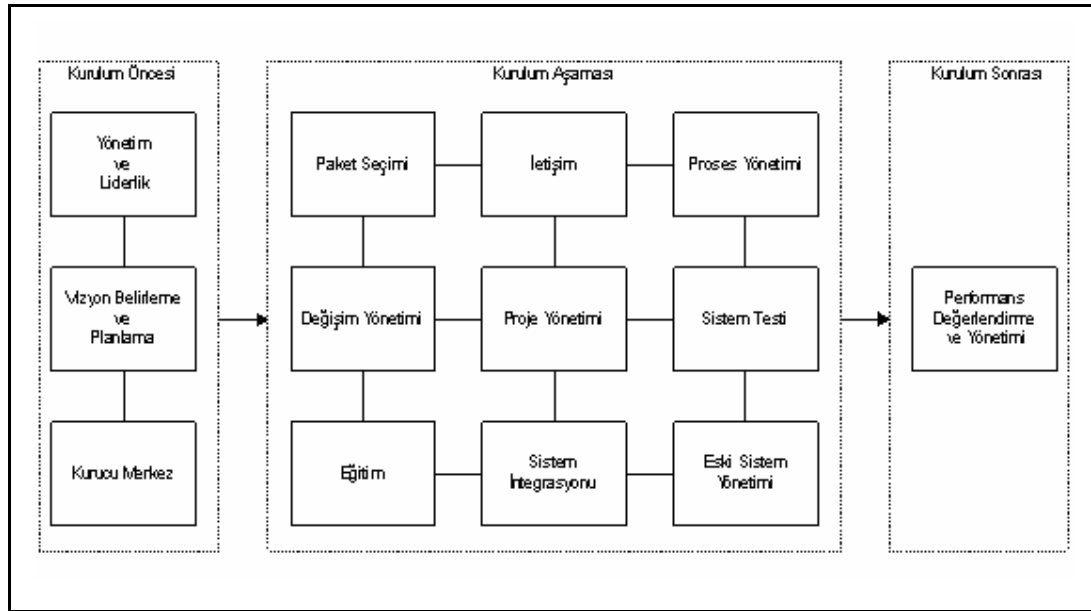 Kurulum Öncesi
Yönetim
ve
Liderlik
Vizyon Belirleme
ve
Planlama
Kurucu Merkez
Kurulum Aşaması
Paket Seçimi
İletişim
Proses Yönetimi
Değişim Yönetimi
Proje Yönetimi
Sistem Testi
Eğitim
Sistem
İntegrasyonu
Eski Sistem
Yönetimi
Kurulum Sonrası
Performans
Değerlendirme
ve Yönetimi